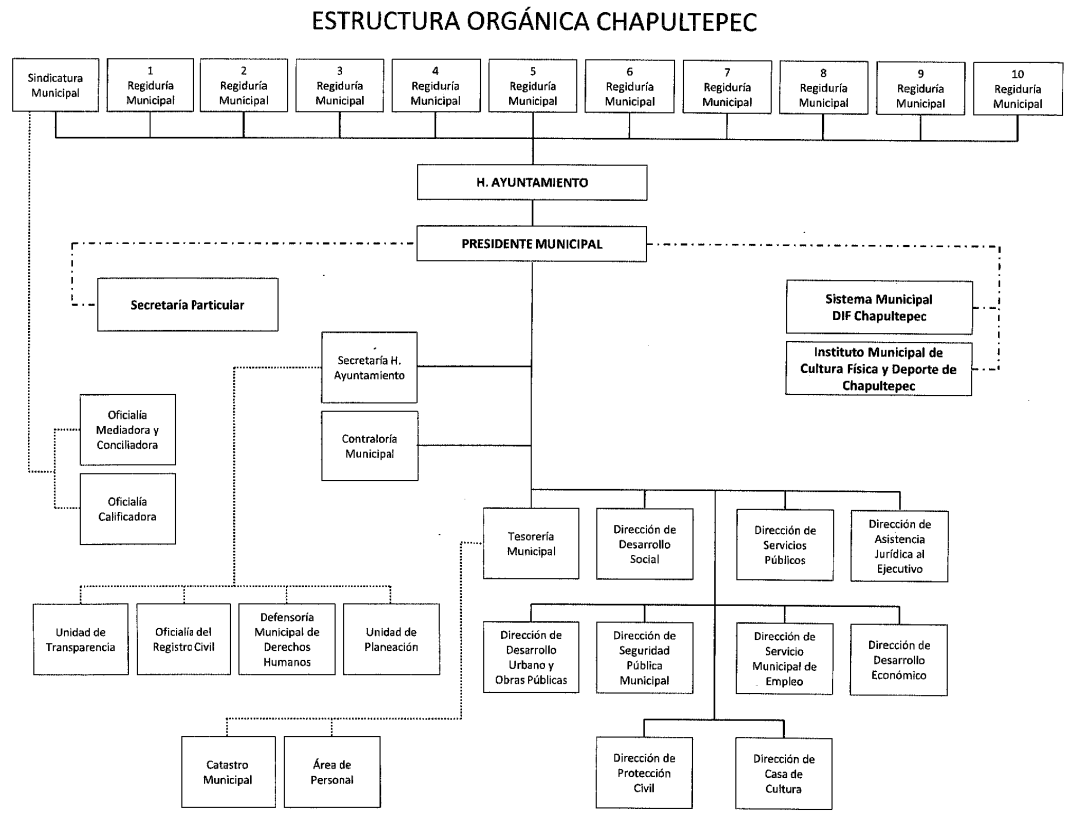 ESTRUCTURA ORGÁNICA CHAPULTEPEC
Sindicatura
Municipal
1
Regiduría
Municipal
2
Regiduría
Municipal
3
Regiduría
Municipal
4
Regiduría
Municipal
5
Regiduría
Municipal
6
Regiduría
Municipal
7
Regiduría
Municipal
8
Regiduría
Municipal
9
Regiduría
Municipal
10
Regiduría
Municipal
H. AYUNTAMIENTO
PRESIDENTE MUNICIPAL
Secretaría Particular
Sistema Municipal
DIF Chapultepec
Instituto Municipal de
Cultura Física y Deporte de
Chapultepec
Secretaría H.
Ayuntamiento
Contraloría
Municipal
Oficialía
Mediadora y
Conciliadora
Oficialía
Calificadora
Tesorería
Municipal
Dirección de
Desarrollo
Social
Dirección de
Servicios
Públicos
Dirección de
Asistencia
Jurídica al
Ejecutivo
Unidad de
Transparencia
Oficialía del
Registro Civil
Defensoría
Municipal de
Derechos
Humanos
Unidad de
Planeación
Dirección de
Desarrollo
Urbano y
Obras Públicas
Dirección de
Seguridad
Pública
Municipal
Dirección de
Servicio
Municipal de
Empleo
Dirección de
Desarrollo
Económico
Catastro
Municipal
Área de
Personal
Dirección de
Protección
Civil
Dirección de
Casa de
Cultura